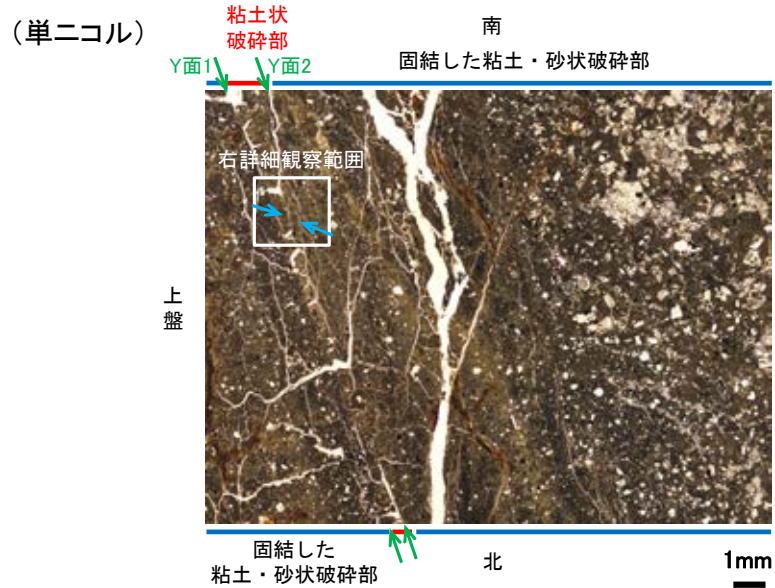 （単ニコル）
粘土状
破砕部
南
Y面1
Y面2
固結した粘土・砂状破砕部
右詳細観察範囲
上
盤
固結した
粘土・砂状破砕部
北
1mm